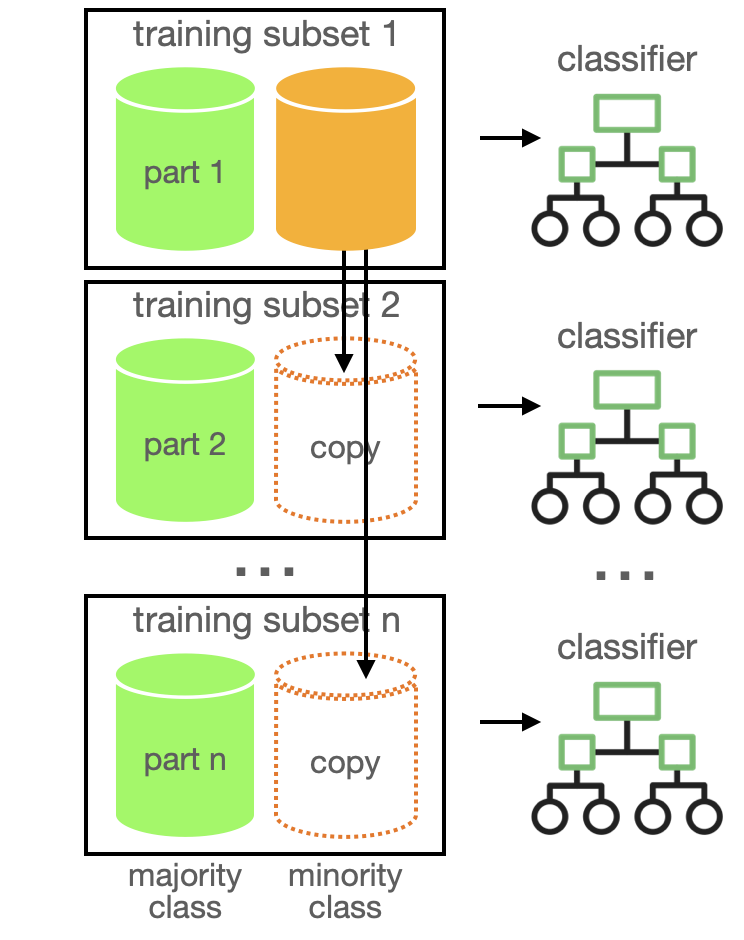 training subset 1
classifier
part 1
training subset 2
classifier
part 2
copy
...
...
training subset n
classifier
part n
copy
majority
class
minority
class